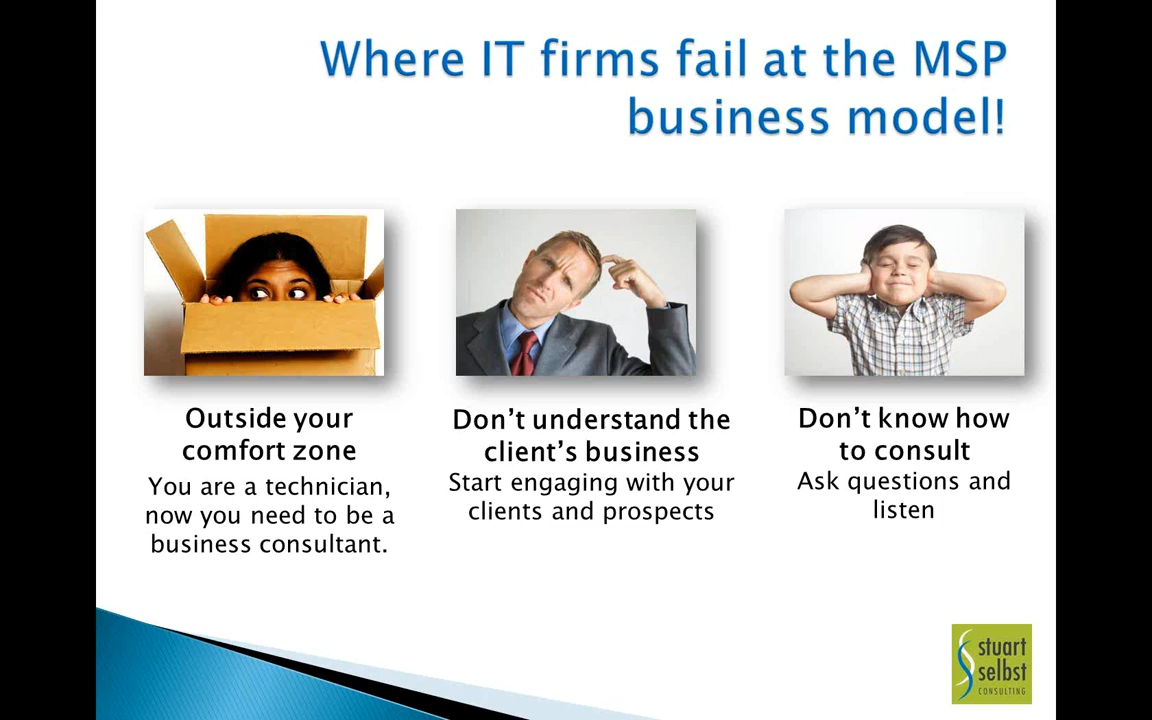 Where IT firms fail at the MSP
business model!
Outside your
comfort zone
You are a technician,
now you need to be a
business consultant.
Don’t understand the
client’s business
Start engaging with your
clients and prospects
Don’t know how
to consult
Ask questions and
listen
stuart
selbst
CONSULTING